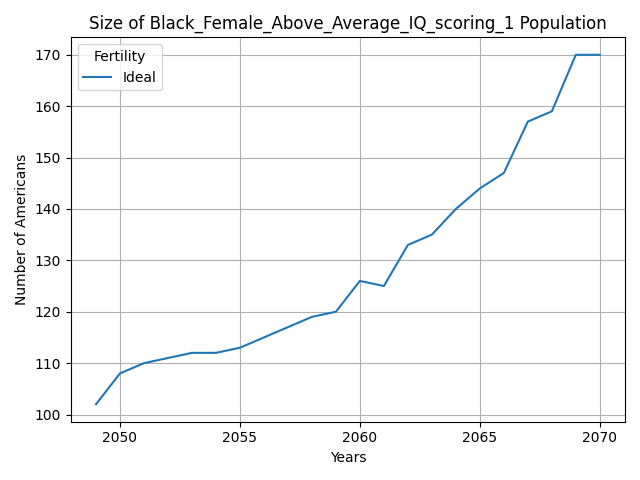 Size of Black_Female_Above_Average_IQ_scoring_1 Population
Fertility
Ideal
Number of Americans
170
160
150
140
130
120
110
100
2050
2055
2060
2065
2070
Years